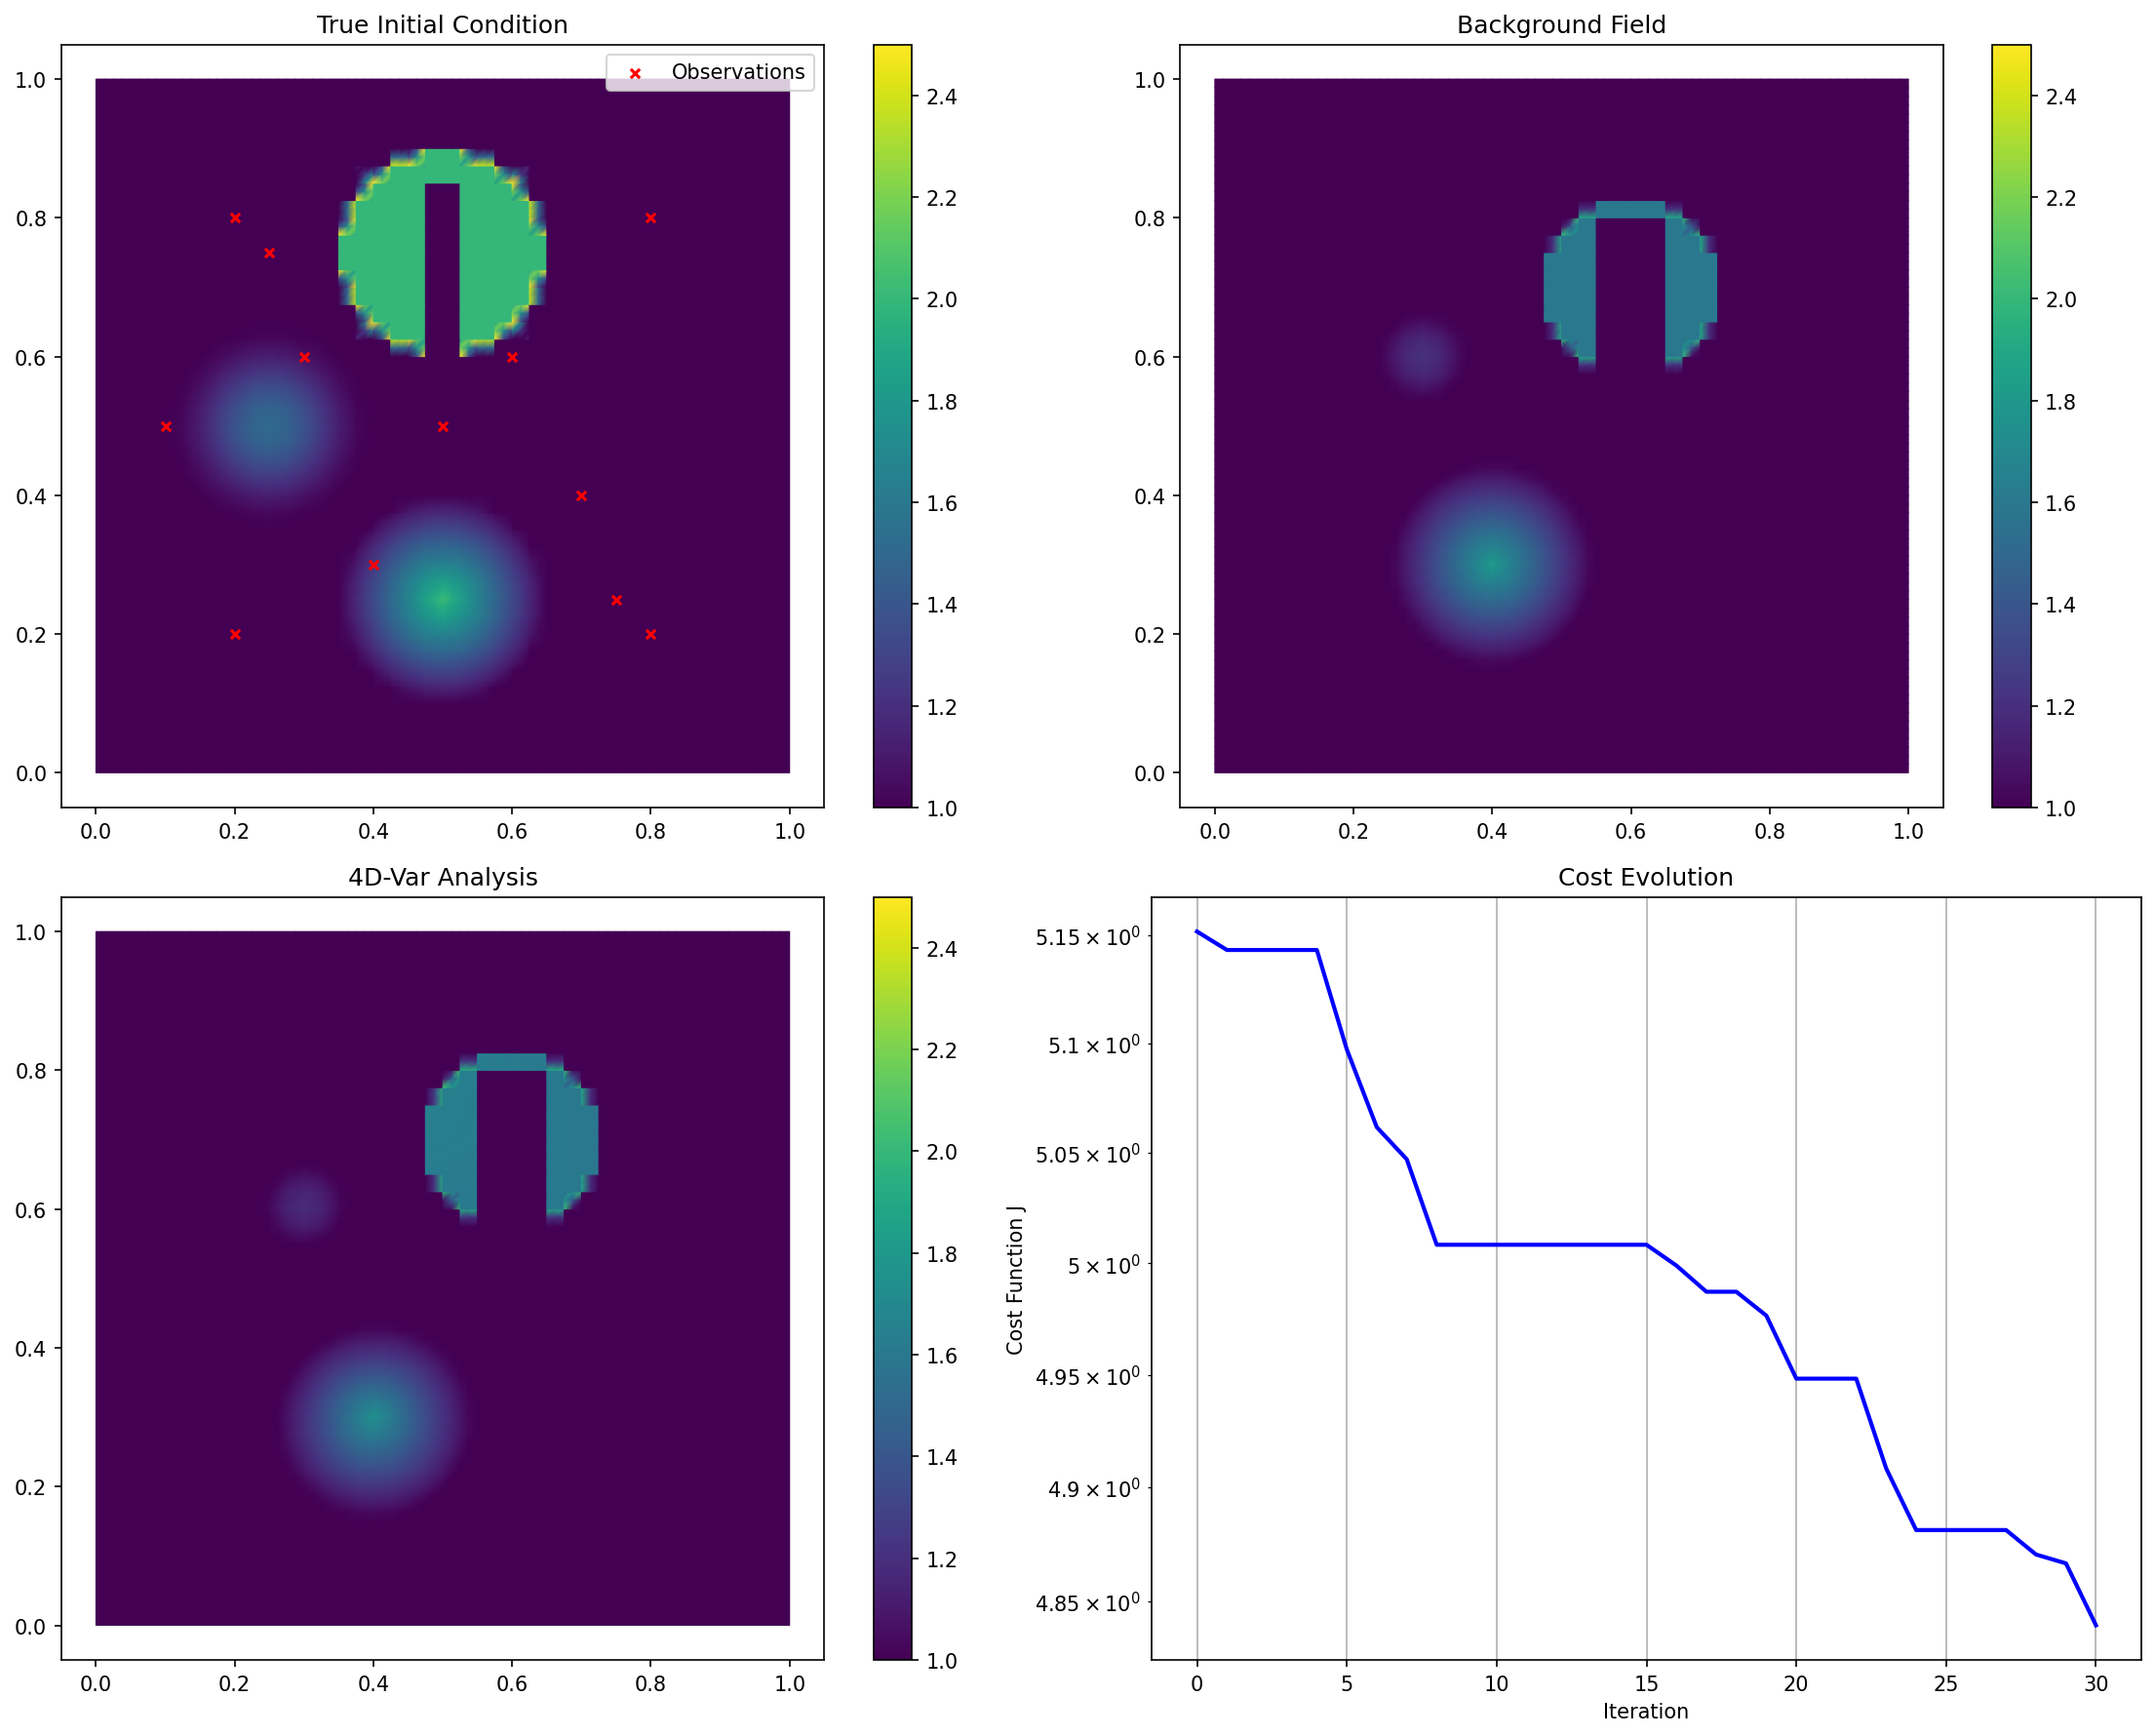 True Initial Condition
Observations
1.0
0.8
0.6
0.4
0.2
0.0
0.0 0.2 0.4 0.6 0.8 1.0
2.4
2.2
2.0
1.8
1.6
1.4
1.2
1.0
Background Field
1.0
0.8
0.6
0.4
0.2
0.0
0.0 0.2 0.4 0.6 0.8 1.0
2.4
2.2
2.0
1.8
1.6
1.4
1.2
1.0
4D-Var Analysis
1.0
0.8
0.6
0.4
0.2
0.0
0.0 0.2 0.4 0.6 0.8 1.0
2.4
2.2
2.0
1.8
1.6
1.4
1.2
1.0
Cost Evolution
Cost Function J
5.15 × 10⁰
5.1 × 10⁰
5.05 × 10⁰
5 × 10⁰
4.95 × 10⁰
4.9 × 10⁰
4.85 × 10⁰
0 5 10 15 20 25 30
Iteration